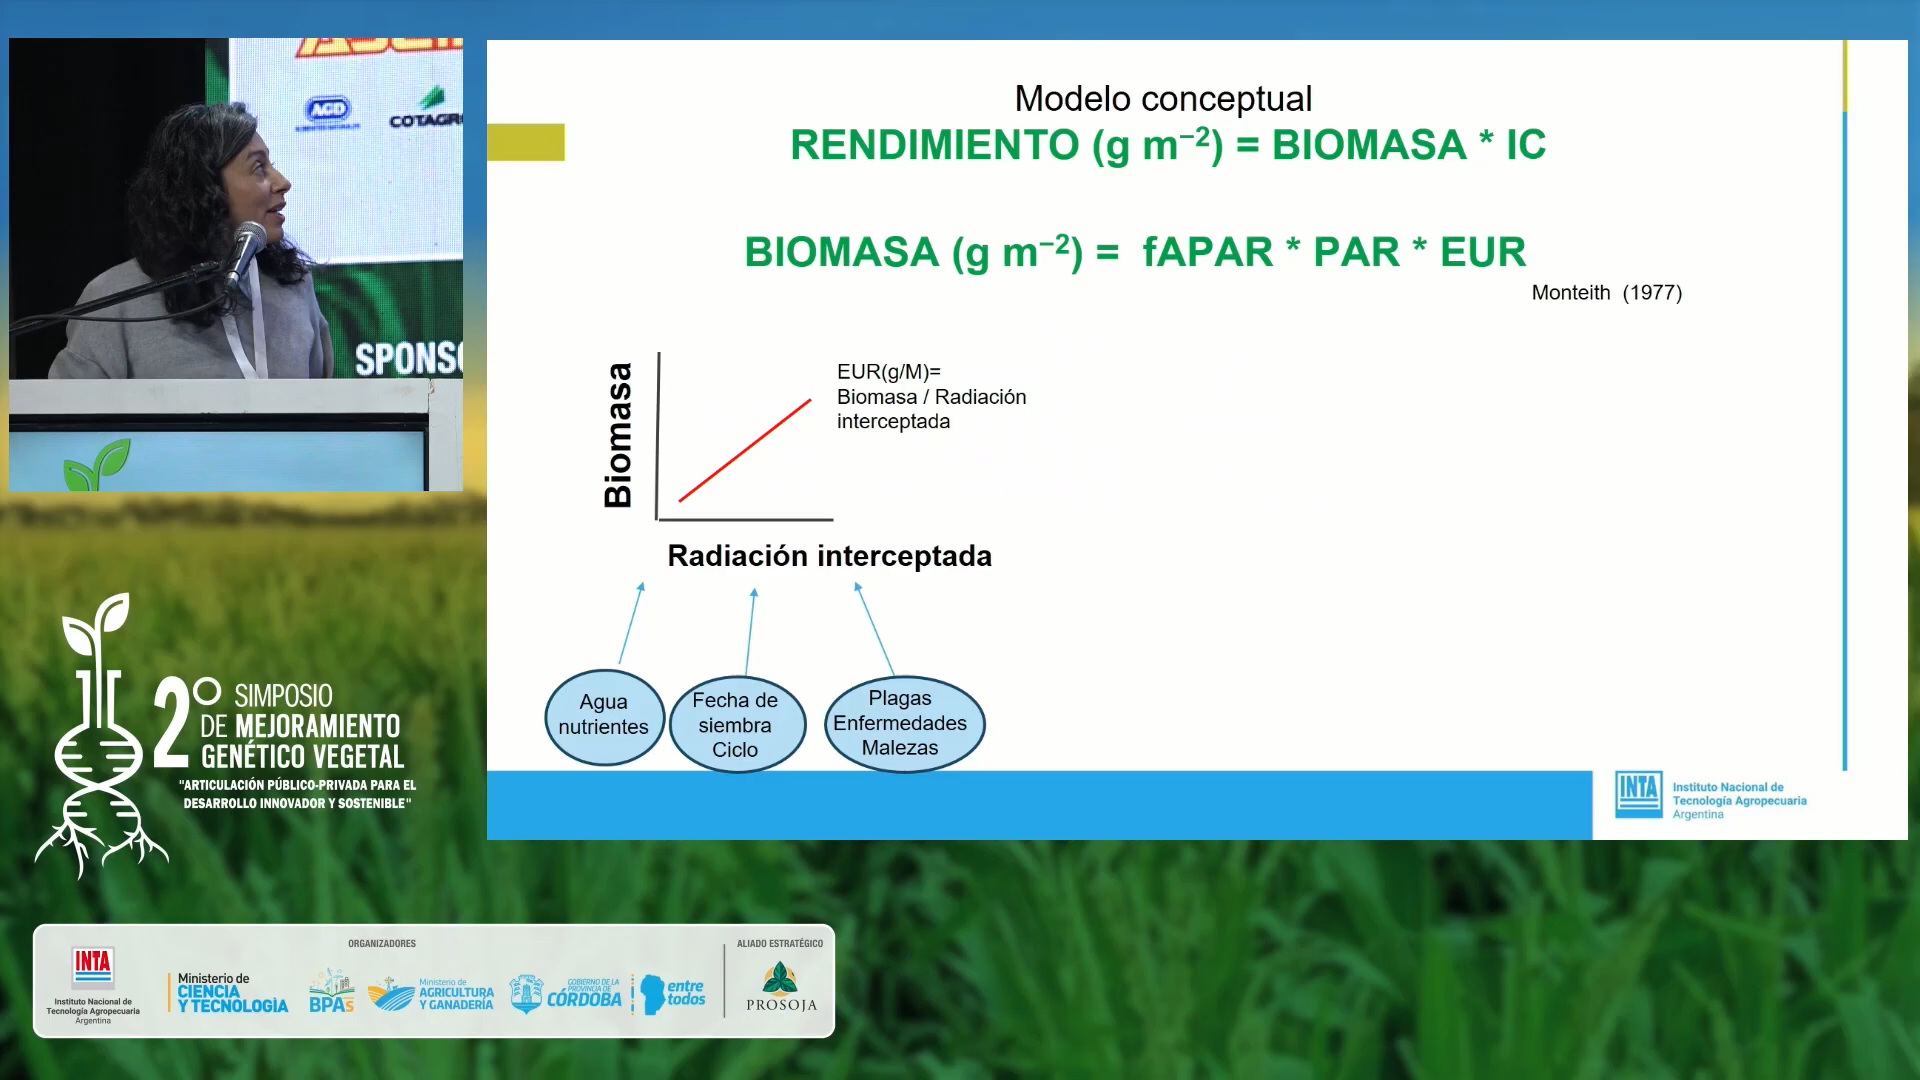 AGD
COTAGR
SPONSO
Modelo conceptual
RENDIMIENTO (g m⁻²) = BIOMASA * IC
BIOMASA (g m⁻²) = fAPAR * PAR * EUR
Monteith (1977)
Biomasa
EUR(g/M)=
Biomasa / Radiación
interceptada
Radiación interceptada
Agua
nutrientes
Fecha de
siembra
Ciclo
Plagas
Enfermedades
Malezas
INTA
Instituto Nacional de
Tecnología Agropecuaria
Argentina
2° SIMPOSIO
DE MEJORAMIENTO
GENÉTICO VEGETAL
"ARTICULACIÓN PÚBLICO-PRIVADA PARA EL
DESARROLLO INNOVADOR Y SOSTENIBLE"
ORGANIZADORES
ALIADO ESTRATÉGICO
INTA
Instituto Nacional de
Tecnología Agropecuaria
Argentina
Ministerio de
CIENCIA
Y TECNOLOGÍA
BPAs
Ministerio de
AGRICULTURA
Y GANADERÍA
GOBIERNO DE LA
PROVINCIA DE
CÓRDOBA
entre
todos
PROSOJA